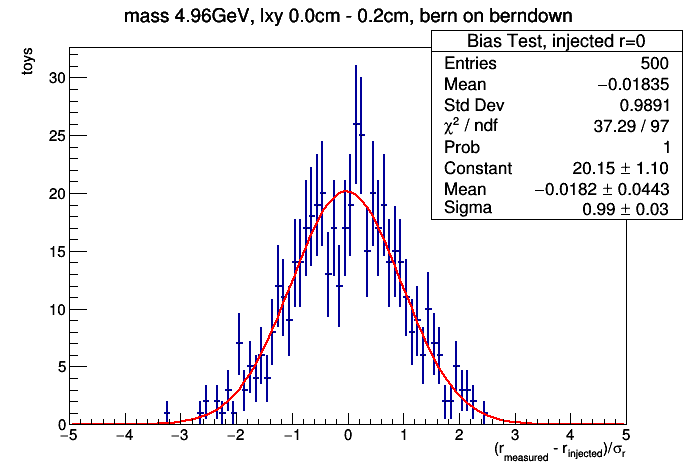 mass 4.96GeV, lxy 0.0cm - 0.2cm, bern on berndown
Bias Test, injected r=0
Entries 500
Mean −0.01835
Std Dev 0.9891
χ² / ndf 37.29 / 97
Prob 1
Constant 20.15 ± 1.10
Mean −0.0182 ± 0.0443
Sigma 0.99 ± 0.03
toys
30
25
20
15
10
5
0
−5 −4 −3 −2 −1 0 1 2 3 4 5
(r_measured - r_injected)/σ_r